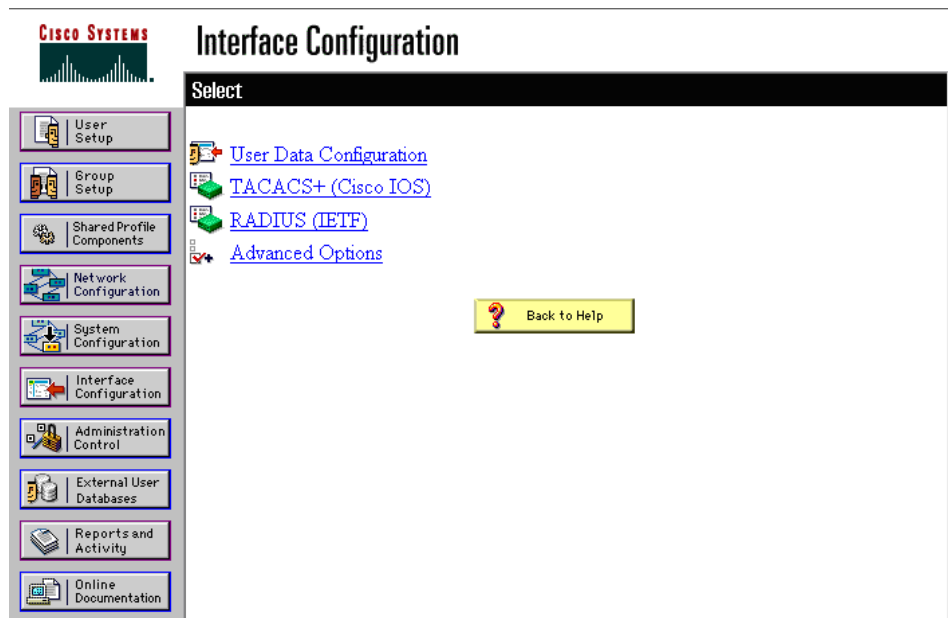 CISCO SYSTEMS
Interface Configuration
Select
User
Setup
Group
Setup
Shared Profile
Components
Network
Configuration
System
Configuration
Interface
Configuration
Administration
Control
External User
Databases
Reports and
Activity
Online
Documentation
User Data Configuration
TACACS+ (Cisco IOS)
RADIUS (IETF)
Advanced Options
Back to Help